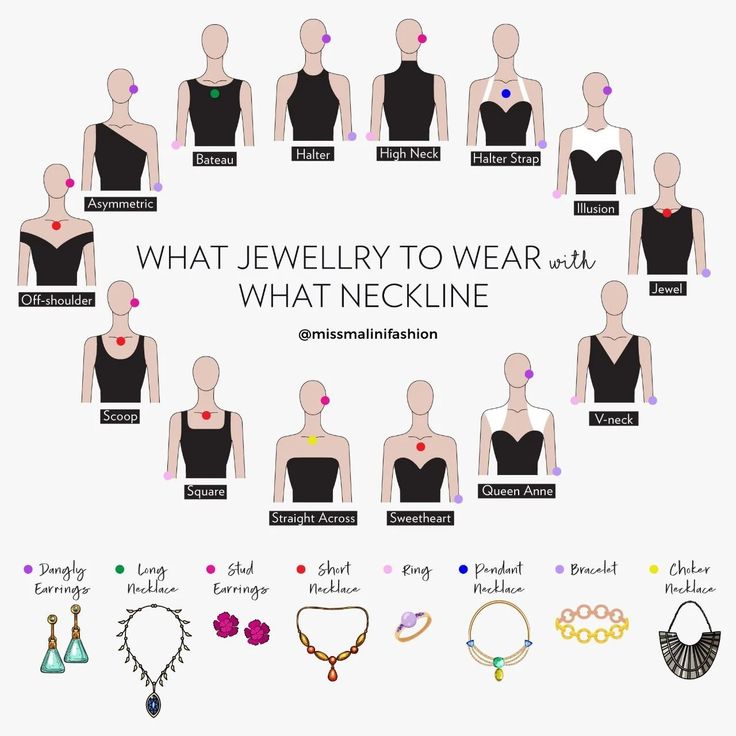 Bateau
Halter
High Neck
Halter Strap
Asymmetric
Illusion
Off-shoulder
Jewel
WHAT JEWELLRY TO WEAR with
WHAT NECKLINE
@missmalinifashion
Scoop
V-neck
Square
Queen Anne
Straight Across
Sweetheart
Dangly
Earrings
Long
Necklace
Stud
Earrings
Short
Necklace
Ring
Pendant
Necklace
Bracelet
Choker
Necklace